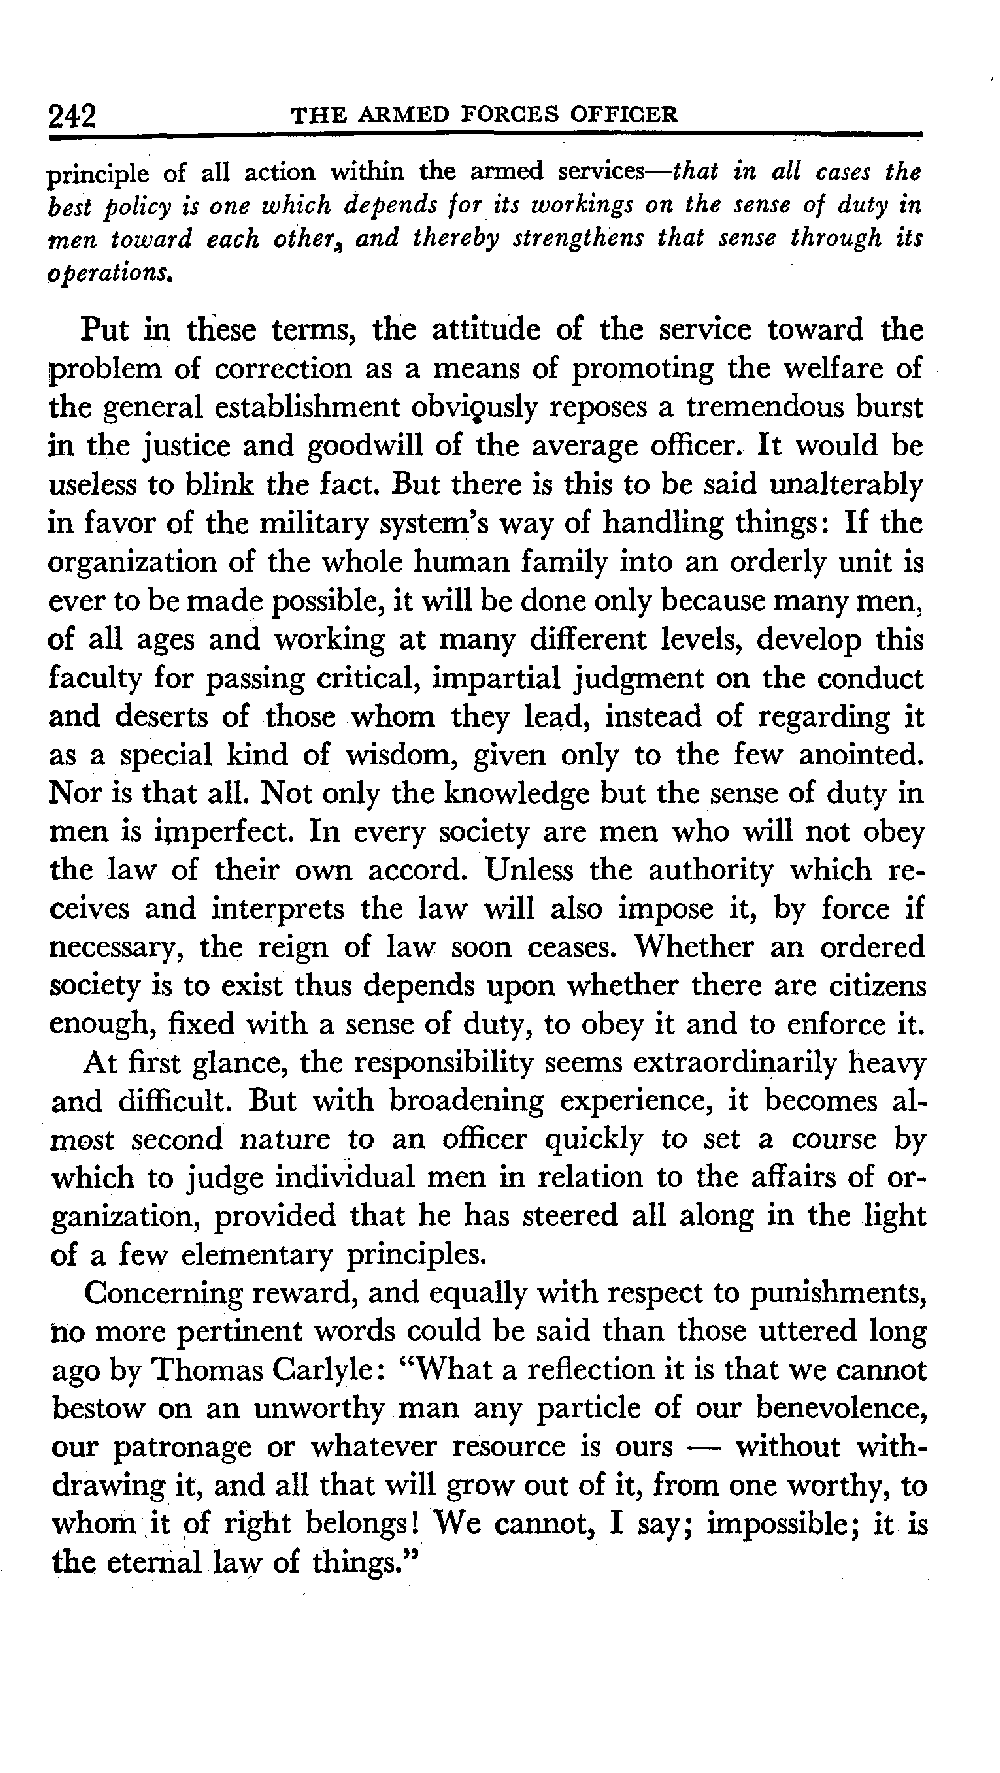 242 THE ARMED FORCES OFFICER
principle of all action within the armed services—that in all cases the
best policy is one which depends for its workings on the sense of duty in
men toward each other, and thereby strengthens that sense through its
operations.
Put in these terms, the attitude of the service toward the
problem of correction as a means of promoting the welfare of
the general establishment obviously reposes a tremendous burst
in the justice and goodwill of the average officer. It would be
useless to blink the fact. But there is this to be said unalterably
in favor of the military system's way of handling things: If the
organization of the whole human family into an orderly unit is
ever to be made possible, it will be done only because many men,
of all ages and working at many different levels, develop this
faculty for passing critical, impartial judgment on the conduct
and deserts of those whom they lead, instead of regarding it
as a special kind of wisdom, given only to the few anointed.
Nor is that all. Not only the knowledge but the sense of duty in
men is imperfect. In every society are men who will not obey
the law of their own accord. Unless the authority which re-
ceives and interprets the law will also impose it, by force if
necessary, the reign of law soon ceases. Whether an ordered
society is to exist thus depends upon whether there are citizens
enough, fixed with a sense of duty, to obey it and to enforce it.
At first glance, the responsibility seems extraordinarily heavy
and difficult. But with broadening experience, it becomes al-
most second nature to an officer quickly to set a course by
which to judge individual men in relation to the affairs of or-
ganization, provided that he has steered all along in the light
of a few elementary principles.
Concerning reward, and equally with respect to punishments,
no more pertinent words could be said than those uttered long
ago by Thomas Carlyle: "What a reflection it is that we cannot
bestow on an unworthy man any particle of our benevolence,
our patronage or whatever resource is ours — without with-
drawing it, and all that will grow out of it, from one worthy, to
whom it of right belongs! We cannot, I say; impossible; it is
the eternal law of things."